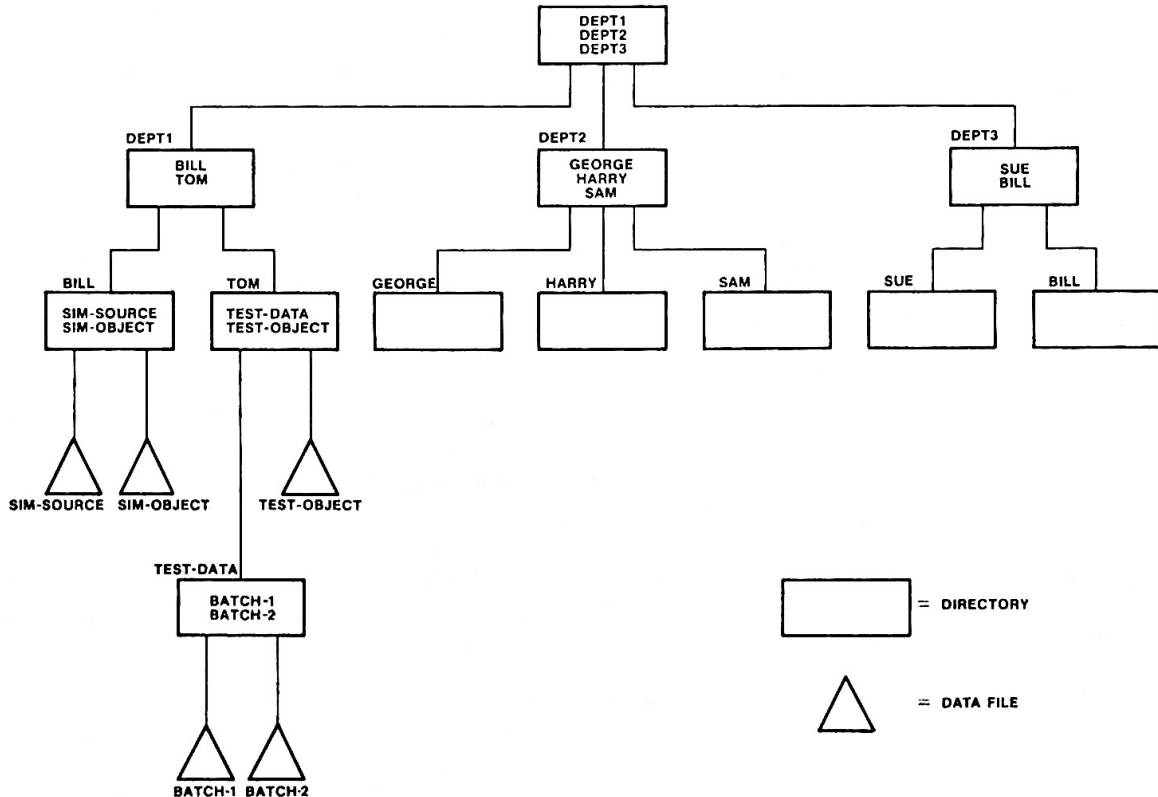 DEPT1
DEPT2
DEPT3
DEPT1
BILL
TOM
DEPT2
GEORGE
HARRY
SAM
DEPT3
SUE
BILL
BILL
SIM-SOURCE
SIM-OBJECT
TOM
TEST-DATA
TEST-OBJECT
GEORGE
HARRY
SAM
SUE
BILL
SIM-SOURCE
SIM-OBJECT
TEST-OBJECT
TEST-DATA
BATCH-1
BATCH-2
= DIRECTORY
= DATA FILE
BATCH-1
BATCH-2